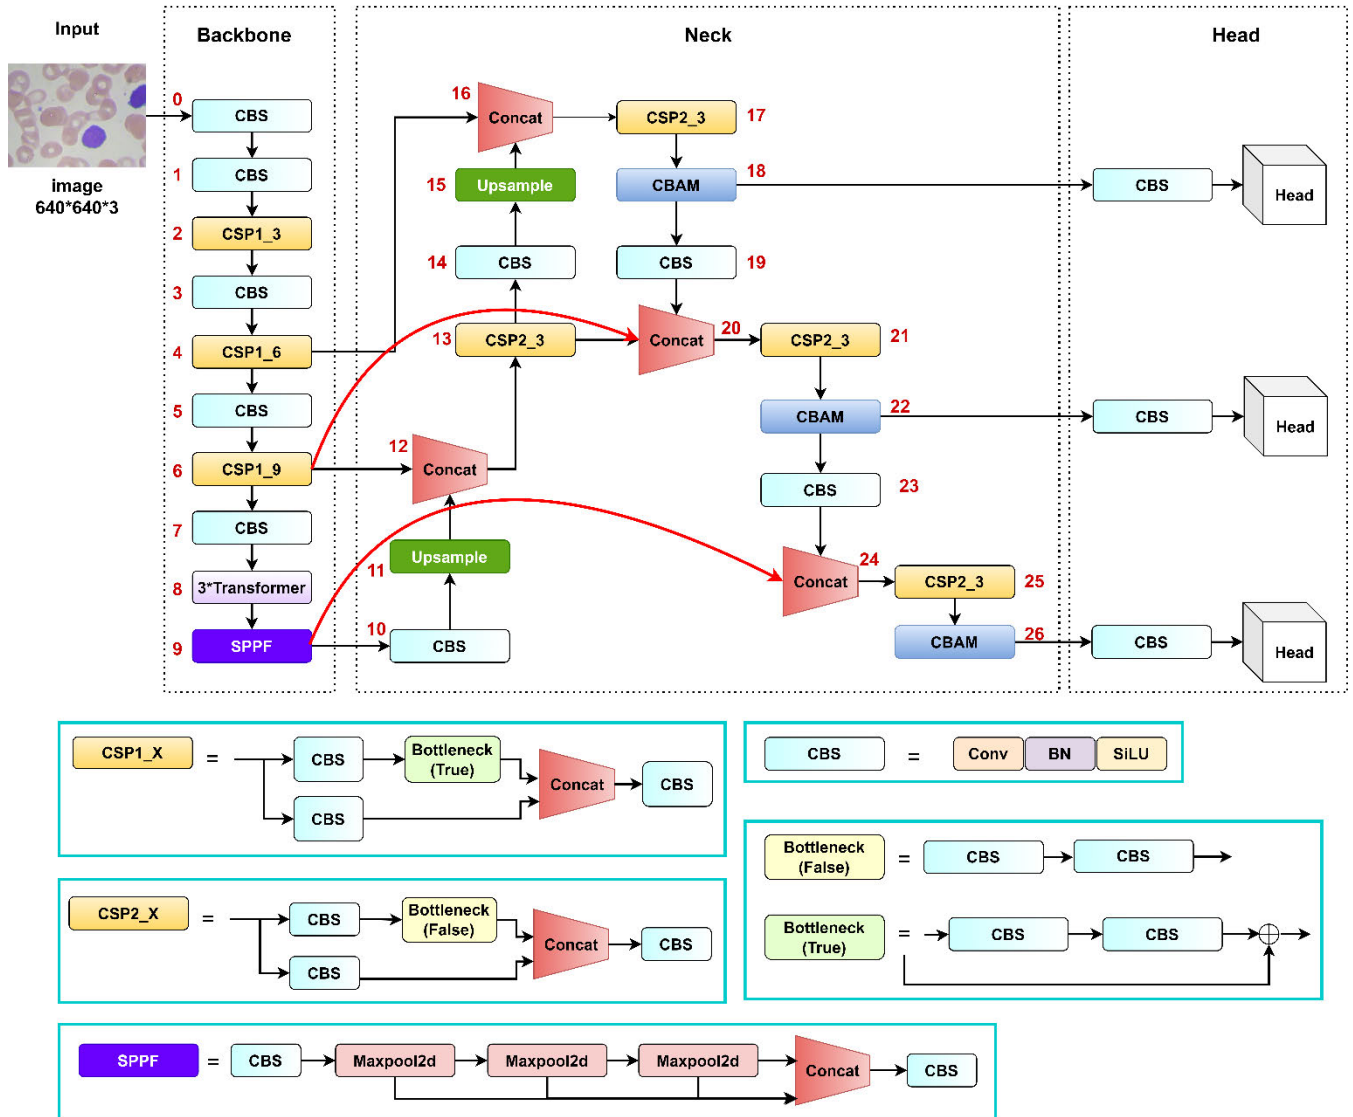 Input
Backbone
Neck
Head
image
640*640*3
0
CBS
1
CBS
2
CSP1_3
3
CBS
4
CSP1_6
5
CBS
6
CSP1_9
7
CBS
8
3*Transformer
9
SPPF
10
CBS
11
Upsample
12
Concat
13
CSP2_3
14
CBS
15
Upsample
16
Concat
CSP2_3
17
CBAM
18
CBS
19
Concat
20
CSP2_3
21
CBAM
22
CBS
23
Concat
24
CSP2_3
25
CBAM
26
CBS
Head
CBS
Head
CBS
Head
CSP1_X
=
CBS
Bottleneck
(True)
CBS
Concat
CBS
CBS
=
Conv
BN
SiLU
CSP2_X
=
CBS
Bottleneck
(False)
CBS
Concat
CBS
Bottleneck
(False)
=
CBS
CBS
Bottleneck
(True)
=
CBS
CBS
SPPF
=
CBS
Maxpool2d
Maxpool2d
Maxpool2d
Concat
CBS